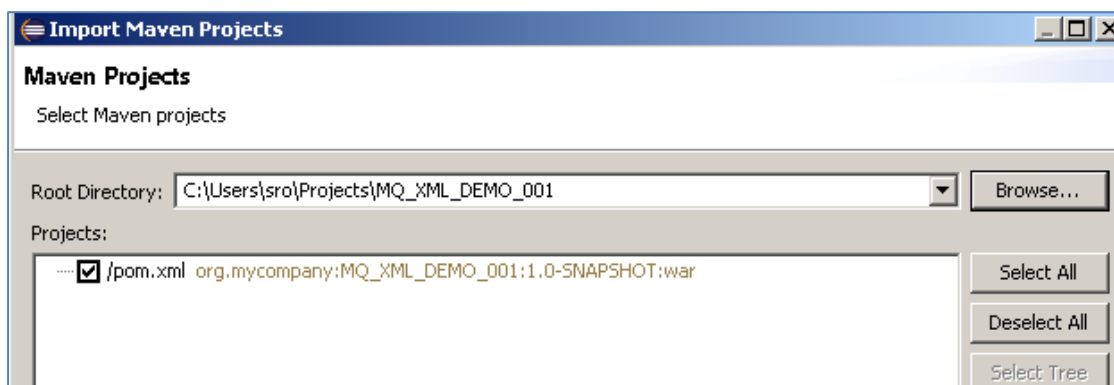 Import Maven Projects
Maven Projects
Select Maven projects
Root Directory: C:\Users\sro\Projects\MQ_XML_DEMO_001 Browse...
Projects:
/pom.xml org.mycompany:MQ_XML_DEMO_001:1.0-SNAPSHOT:war
Select All
Deselect All
Select Tree